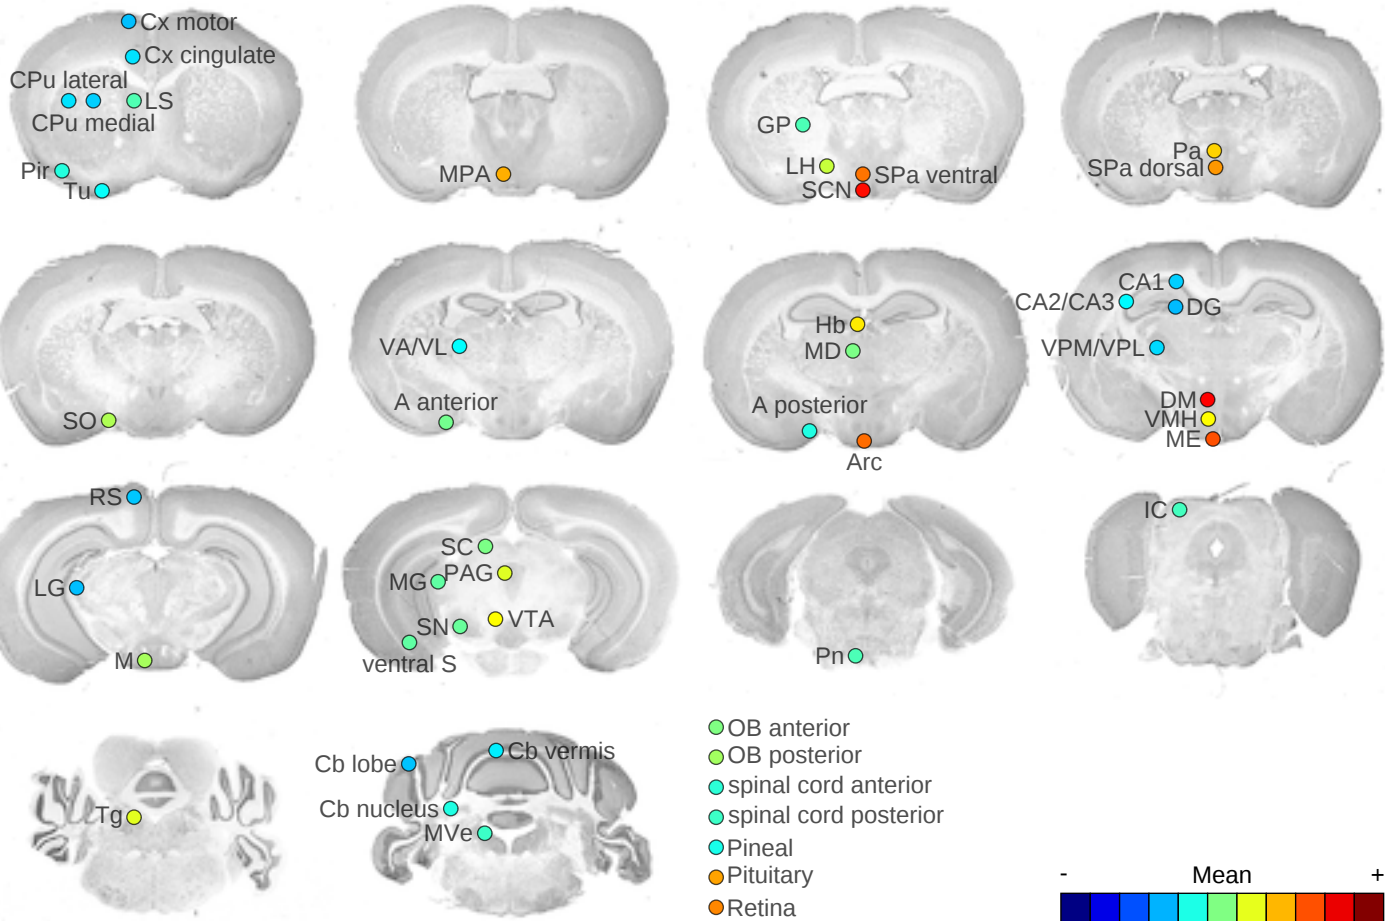 Cx motor
Cx cingulate
CPu lateral
LS
CPu medial
Pir
Tu
MPA
GP
LH
SPa ventral
SCN
Pa
SPa dorsal
SO
VA/VL
A anterior
Hb
MD
A posterior
Arc
CA1
CA2/CA3
DG
VPM/VPL
DM
VMH
ME
RS
LG
M
SC
MG
PAG
SN
VTA
ventral S
Pn
IC
Tg
Cb lobe
Cb vermis
Cb nucleus
MVe
OB anterior
OB posterior
spinal cord anterior
spinal cord posterior
Pineal
Pituitary
Retina
- Mean +